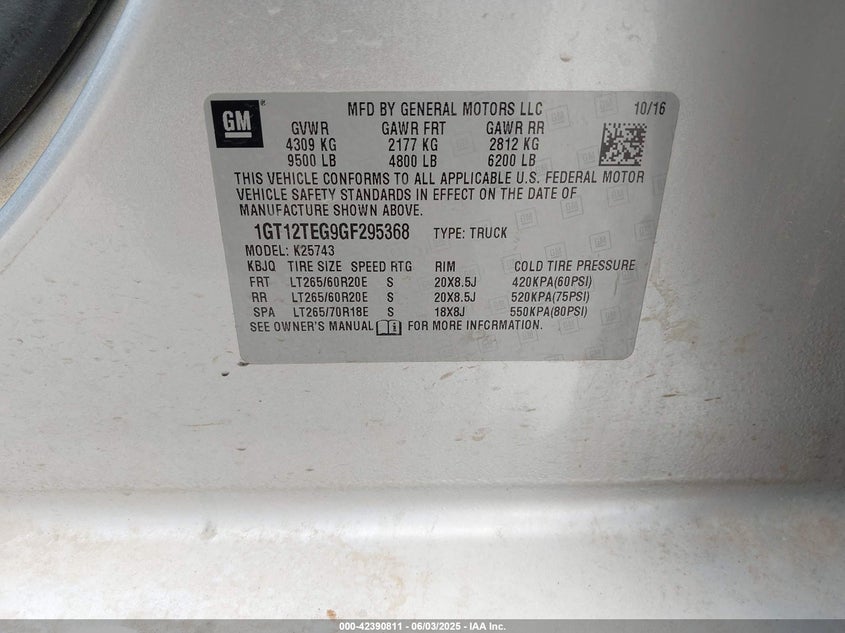 GM ® MFD BY GENERAL MOTORS LLC 10/16
GVWR GAWR FRT GAWR RR
4309 KG 2177 KG 2812 KG
9500 LB 4800 LB 6200 LB
THIS VEHICLE CONFORMS TO ALL APPLICABLE U.S. FEDERAL MOTOR
VEHICLE SAFETY STANDARDS IN EFFECT ON THE DATE OF
MANUFACTURE SHOWN ABOVE.
1GT12TEG9GF295368 TYPE: TRUCK
MODEL: K25743
KBJQ TIRE SIZE SPEED RTG RIM COLD TIRE PRESSURE
FRT LT265/60R20E S 20X8.5J 420KPA(60PSI)
RR LT265/60R20E S 20X8.5J 520KPA(75PSI)
SPA LT265/70R18E S 18X8J 550KPA(80PSI)
SEE OWNER'S MANUAL FOR MORE INFORMATION.
000-42390811 - 06/03/2025 - IAA Inc.